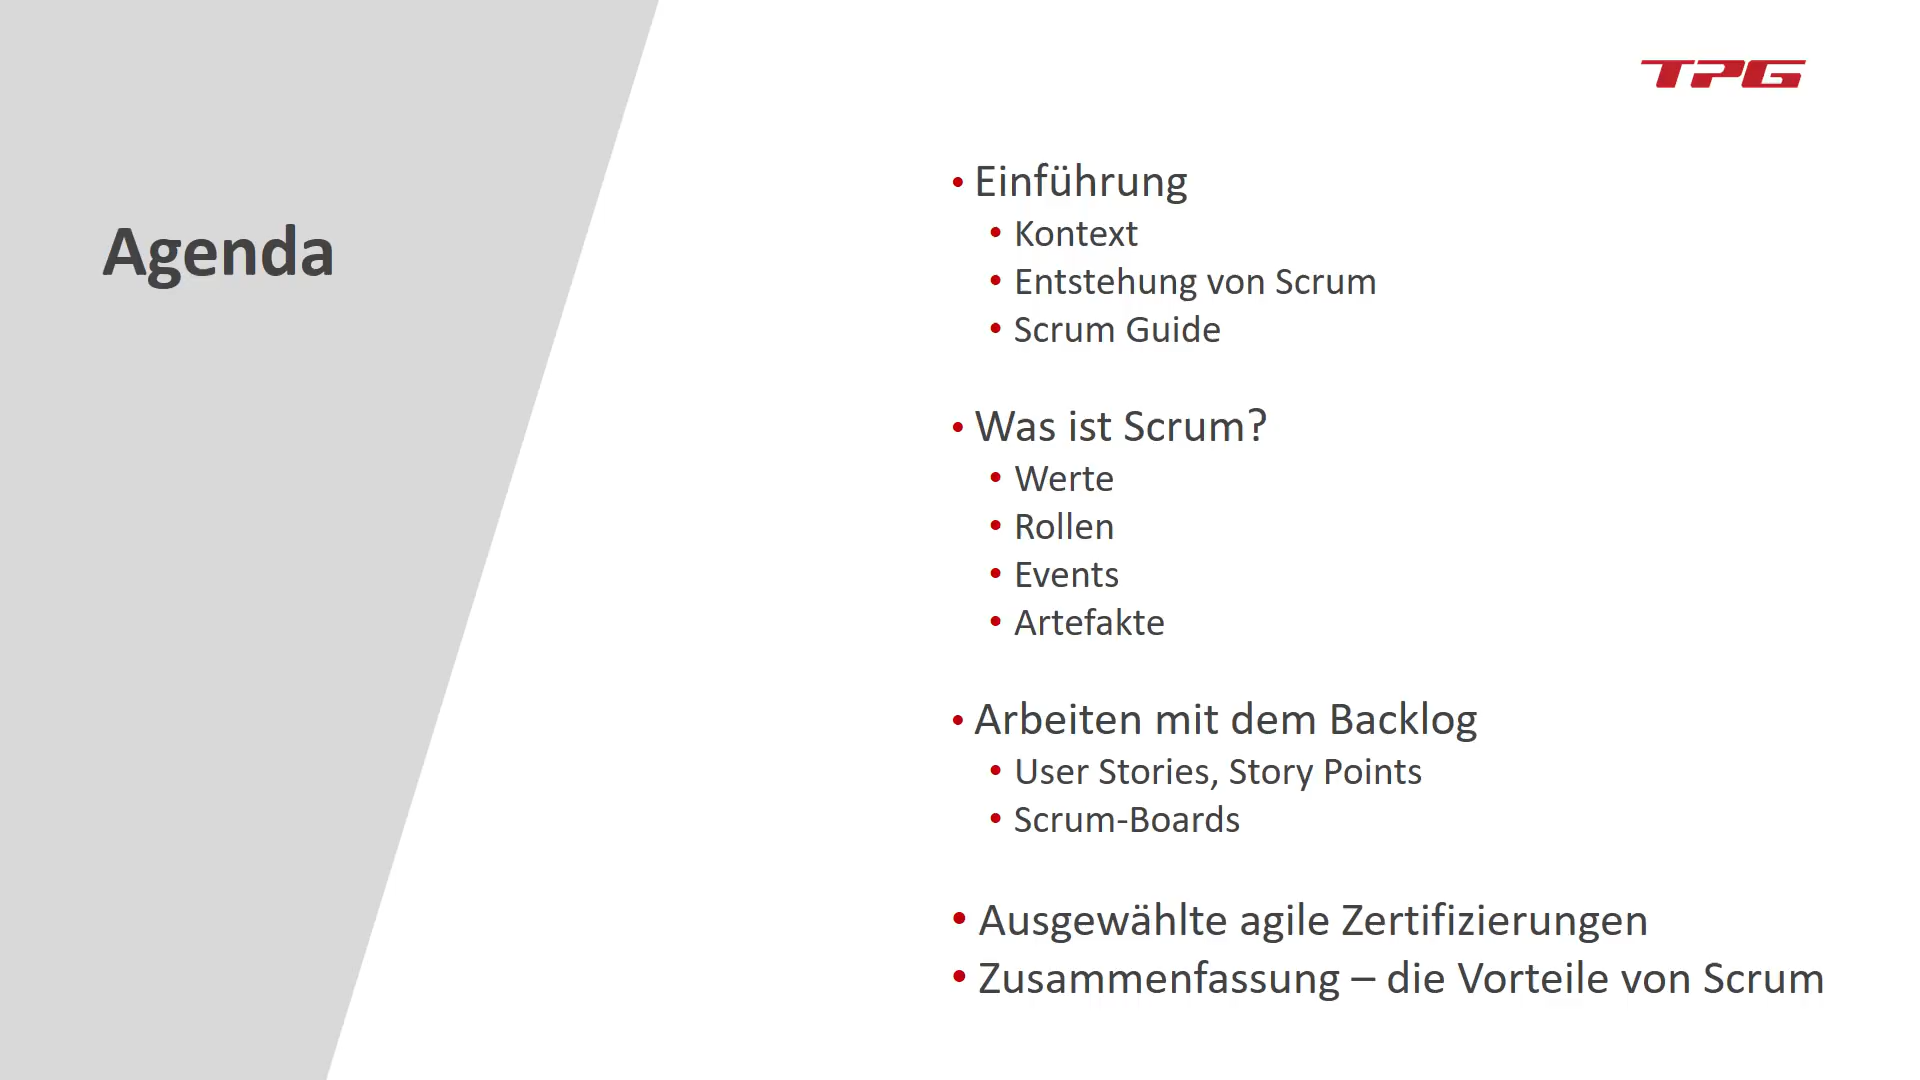 TPG
Agenda
• Einführung
• Kontext
• Entstehung von Scrum
• Scrum Guide
• Was ist Scrum?
• Werte
• Rollen
• Events
• Artefakte
• Arbeiten mit dem Backlog
• User Stories, Story Points
• Scrum-Boards
• Ausgewählte agile Zertifizierungen
• Zusammenfassung – die Vorteile von Scrum